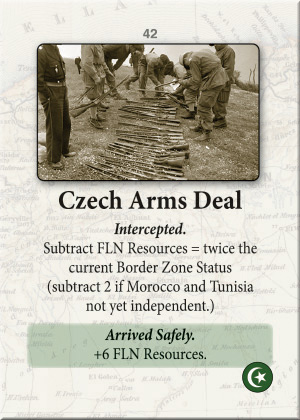 42
Czech Arms Deal
Intercepted.
Subtract FLN Resources = twice the
current Border Zone Status
(subtract 2 if Morocco and Tunisia
not yet independent.)
Arrived Safely.
+6 FLN Resources.